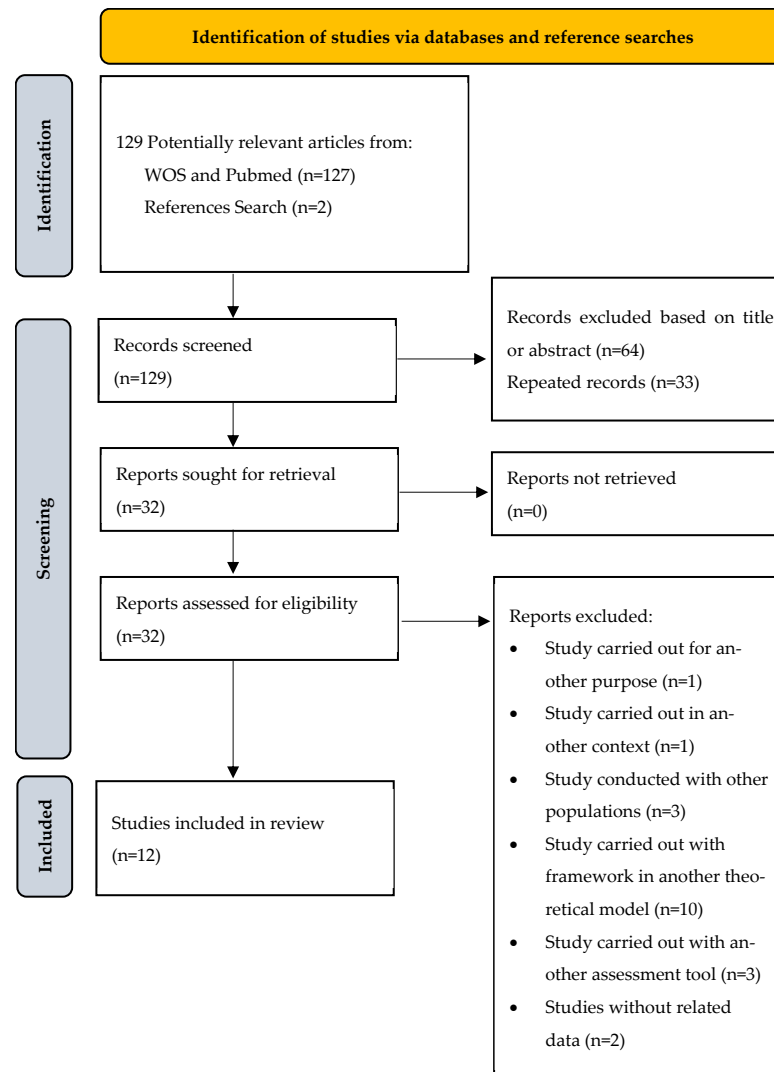 Identification of studies via databases and reference searches
Identification
129 Potentially relevant articles from:
WOS and Pubmed (n=127)
References Search (n=2)
Screening
Records screened
(n=129)
Records excluded based on title
or abstract (n=64)
Repeated records (n=33)
Reports sought for retrieval
(n=32)
Reports not retrieved
(n=0)
Reports assessed for eligibility
(n=32)
Reports excluded:
• Study carried out for an-
other purpose (n=1)
• Study carried out in an-
other context (n=1)
• Study conducted with other
populations (n=3)
• Study carried out with
framework in another theo-
retical model (n=10)
• Study carried out with an-
other assessment tool (n=3)
• Studies without related
data (n=2)
Included
Studies included in review
(n=12)